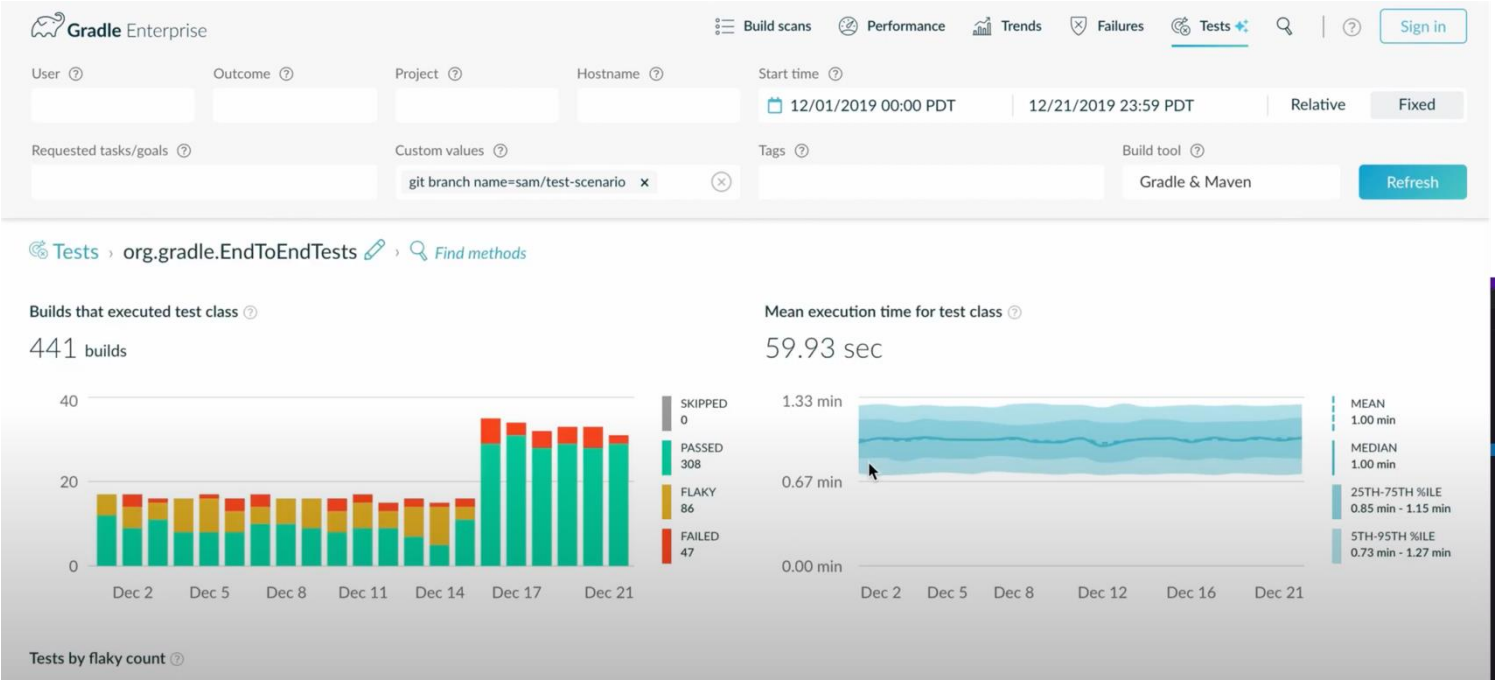 Gradle Enterprise
Build scans Performance Trends Failures Tests Sign in
User Outcome Project Hostname Start time
12/01/2019 00:00 PDT 12/21/2019 23:59 PDT Relative Fixed
Requested tasks/goals Custom values Tags Build tool
git branch name=sam/test-scenario × Gradle & Maven Refresh
Tests › org.gradle.EndToEndTests › Find methods
Builds that executed test class
441 builds
40
20
0
Dec 2 Dec 5 Dec 8 Dec 11 Dec 14 Dec 17 Dec 21
SKIPPED
0
PASSED
308
FLAKY
86
FAILED
47
Mean execution time for test class
59.93 sec
1.33 min
0.67 min
0.00 min
Dec 2 Dec 5 Dec 8 Dec 12 Dec 16 Dec 21
MEAN
1.00 min
MEDIAN
1.00 min
25TH-75TH %ILE
0.85 min - 1.15 min
5TH-95TH %ILE
0.73 min - 1.27 min
Tests by flaky count